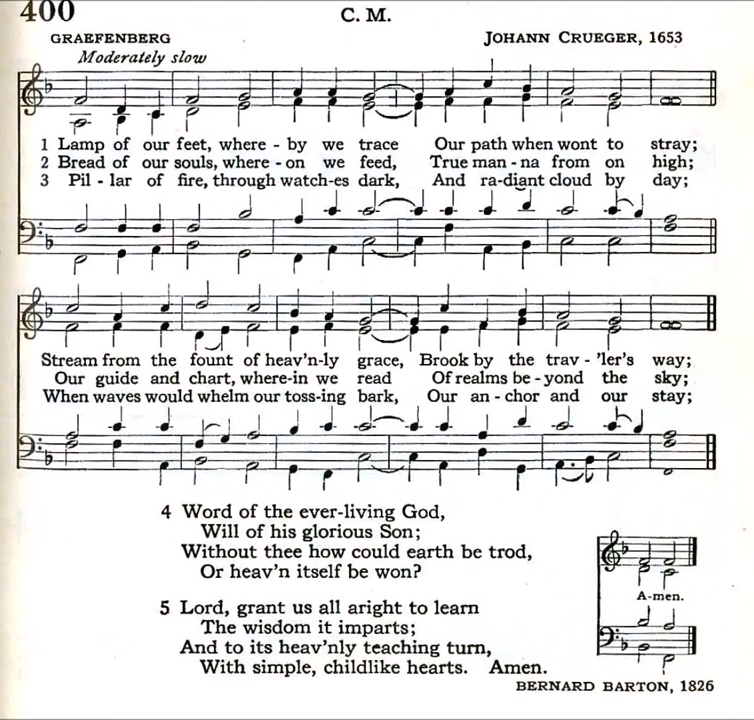 400
C. M.
GRAEFENBERG
JOHANN CRUEGER, 1653
Moderately slow
1 Lamp of our feet, where - by we trace Our path when wont to stray;
2 Bread of our souls, where - on we feed, True man - na from on high;
3 Pil - lar of fire, through watch-es dark, And ra-diant cloud by day;
Stream from the fount of heav'n-ly grace, Brook by the trav - 'ler's way;
Our guide and chart, where-in we read Of realms be - yond the sky;
When waves would whelm our toss-ing bark, Our an - chor and our stay;
4 Word of the ever-living God,
Will of his glorious Son;
Without thee how could earth be trod,
Or heav'n itself be won?
A-men.
5 Lord, grant us all aright to learn
The wisdom it imparts;
And to its heav'nly teaching turn,
With simple, childlike hearts. Amen.
BERNARD BARTON, 1826